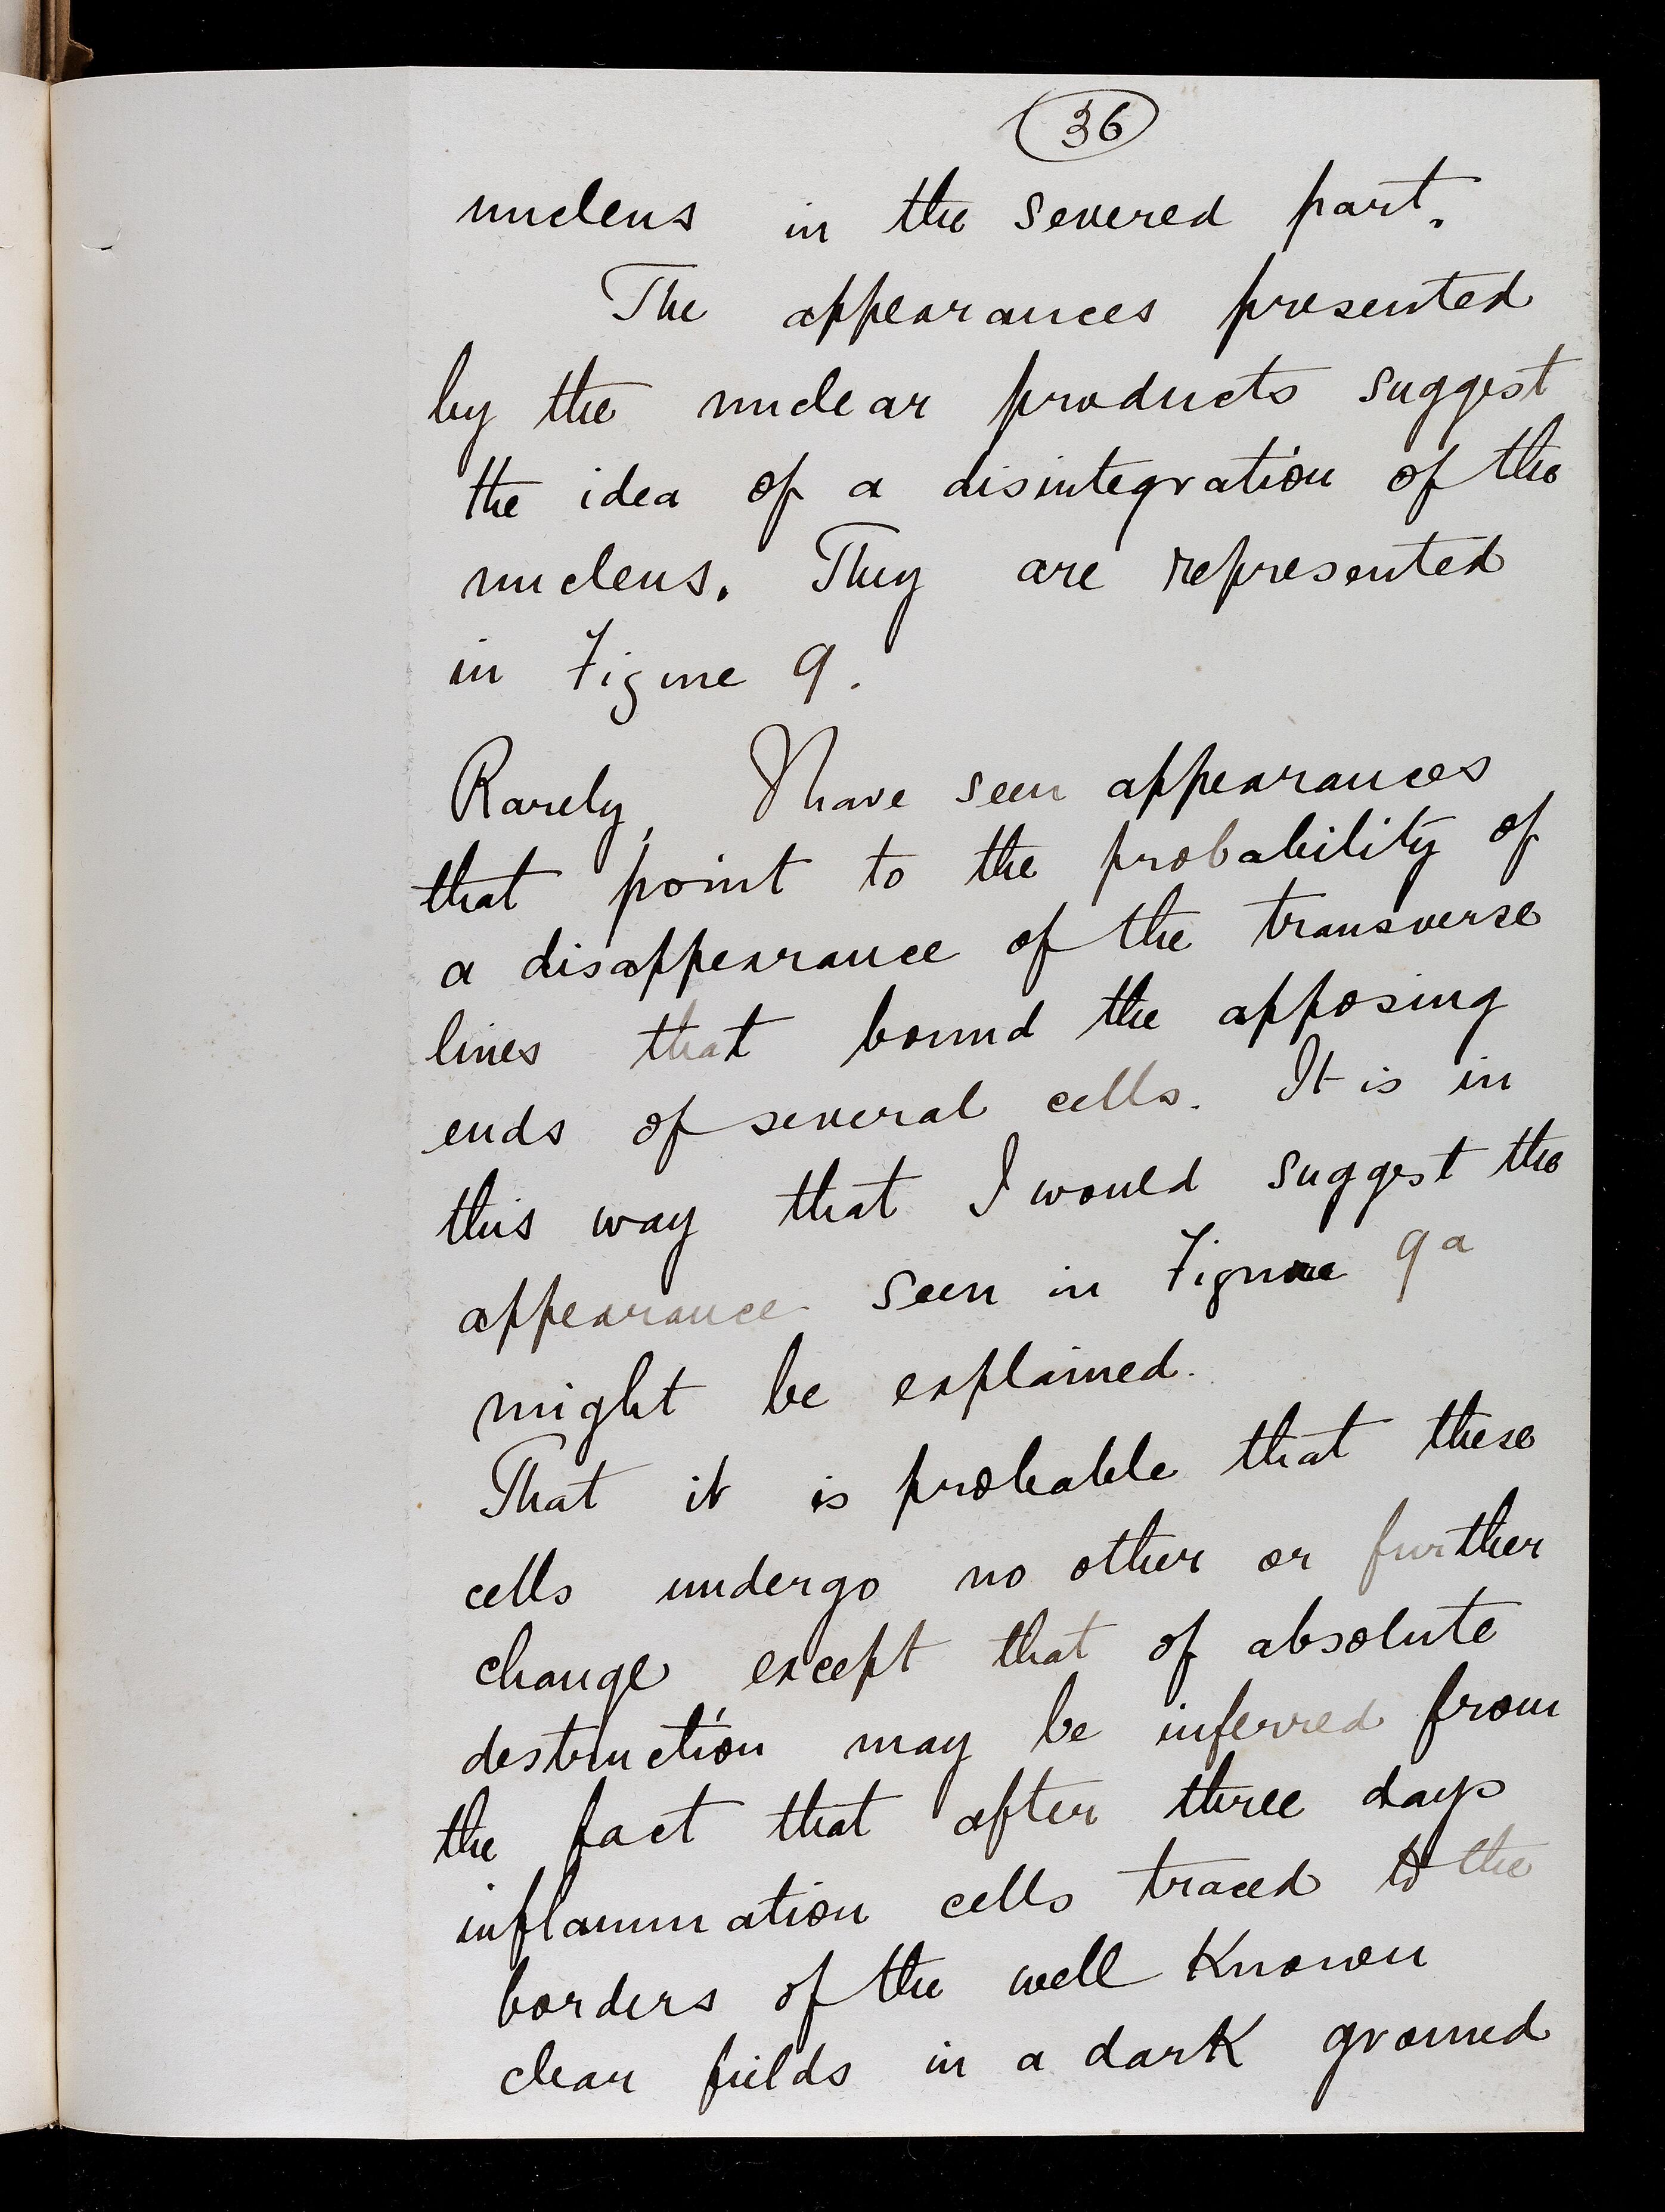 36
nucleus in the severed part.
The appearances presented
by the nuclear products suggest
the idea of a disintegration of the
nucleus. They are represented
in Figure 9.
Rarely, I have seen appearances
that point to the probability of
a disappearance of the transverse
lines that bound the apposing
ends of several cells. It is in
this way that I would suggest the
appearance seen in Figure 9a
might be explained.
That it is probable that these
cells undergo no other or further
change except that of absolute
destruction may be inferred from
the fact that after three days
inflammation cells traced to the
borders of the well Known
clear fields in a dark ground